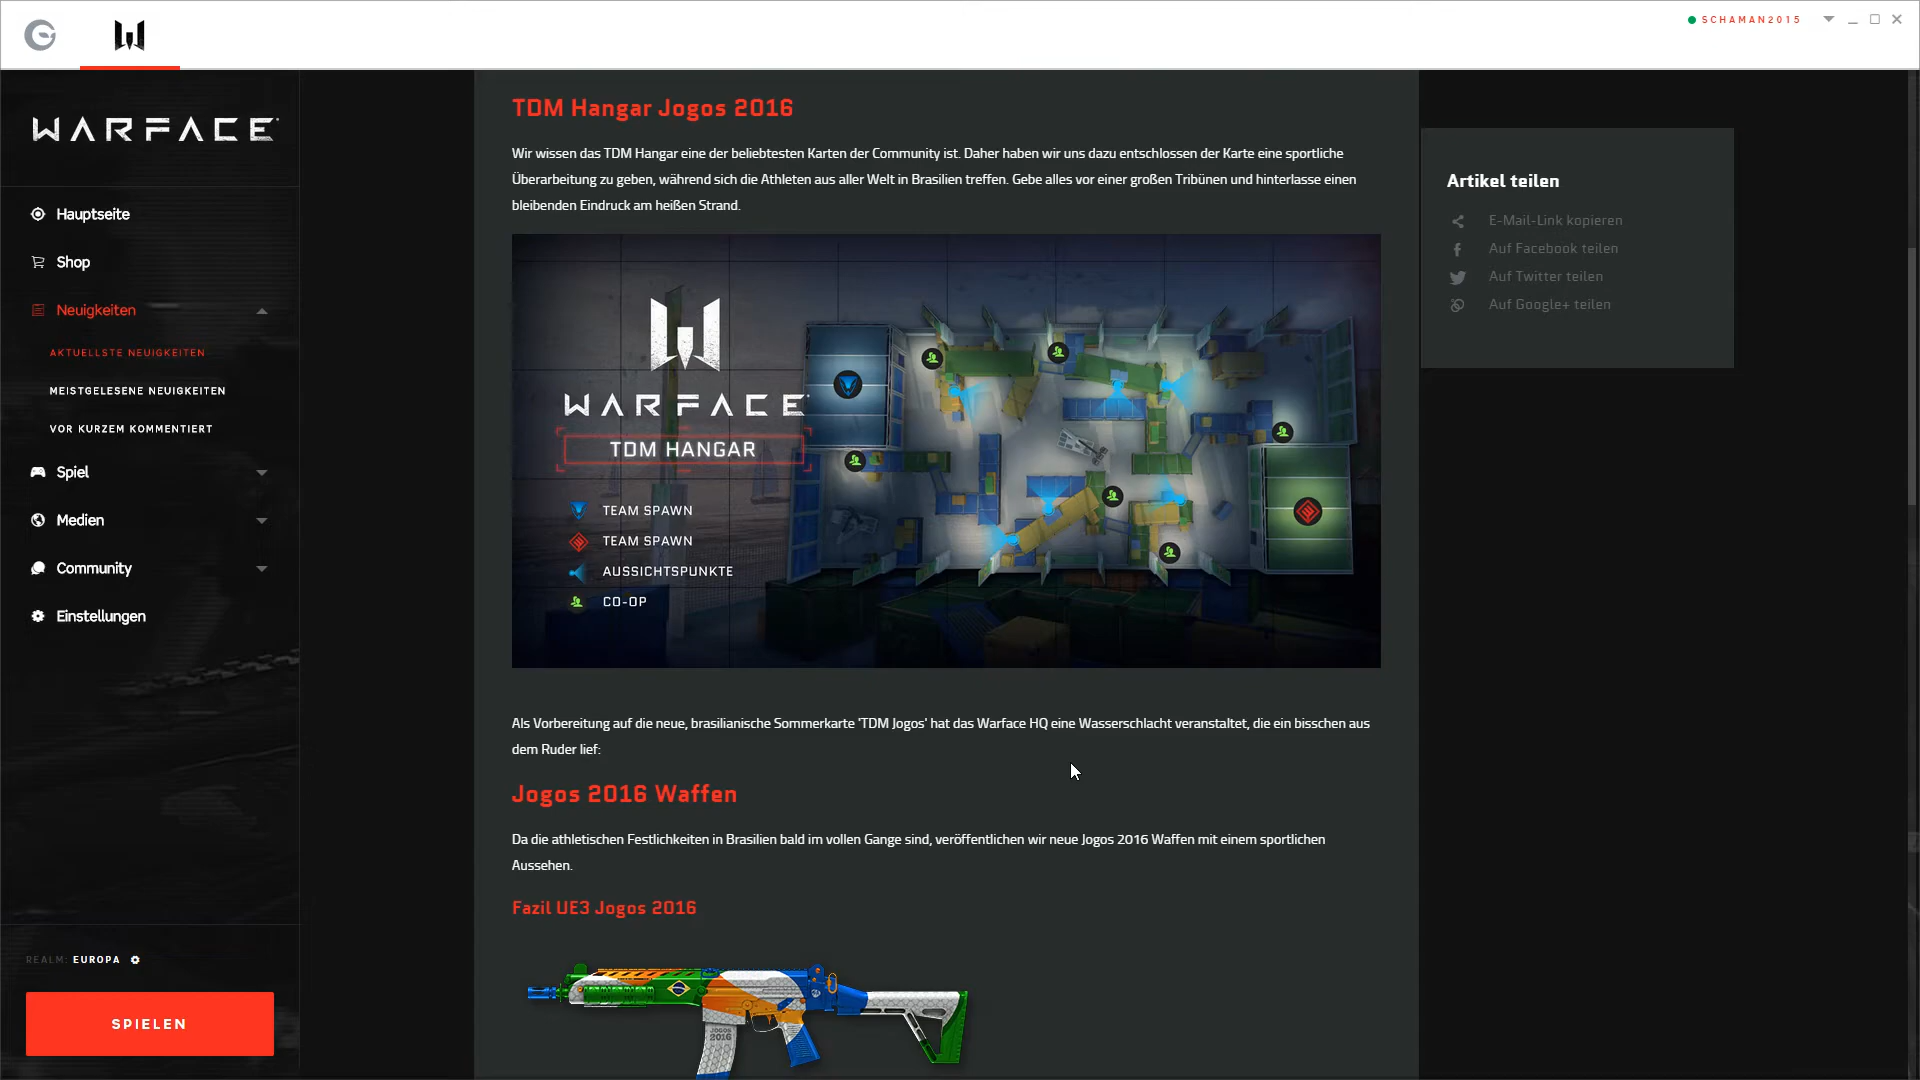 SCHAMAN2015
WARFACE
Hauptseite
Shop
Neuigkeiten
AKTUELLSTE NEUIGKEITEN
MEISTGELESENE NEUIGKEITEN
VOR KURZEM KOMMENTIERT
Spiel
Medien
Community
Einstellungen
REALM: EUROPA
SPIELEN
TDM Hangar Jogos 2016
Wir wissen das TDM Hangar eine der beliebtesten Karten der Community ist. Daher haben wir uns dazu entschlossen der Karte eine sportliche
Überarbeitung zu geben, während sich die Athleten aus aller Welt in Brasilien treffen. Gebe alles vor einer großen Tribünen und hinterlasse einen
bleibenden Eindruck am heißen Strand.
WARFACE
TDM HANGAR
TEAM SPAWN
TEAM SPAWN
AUSSICHTSPUNKTE
CO-OP
Als Vorbereitung auf die neue, brasilianische Sommerkarte 'TDM Jogos' hat das Warface HQ eine Wasserschlacht veranstaltet, die ein bisschen aus
dem Ruder lief:
Jogos 2016 Waffen
Da die athletischen Festlichkeiten in Brasilien bald im vollen Gange sind, veröffentlichen wir neue Jogos 2016 Waffen mit einem sportlichen
Aussehen.
Fazil UE3 Jogos 2016
JOGOS
2016
Artikel teilen
E-Mail-Link kopieren
Auf Facebook teilen
Auf Twitter teilen
Auf Google+ teilen